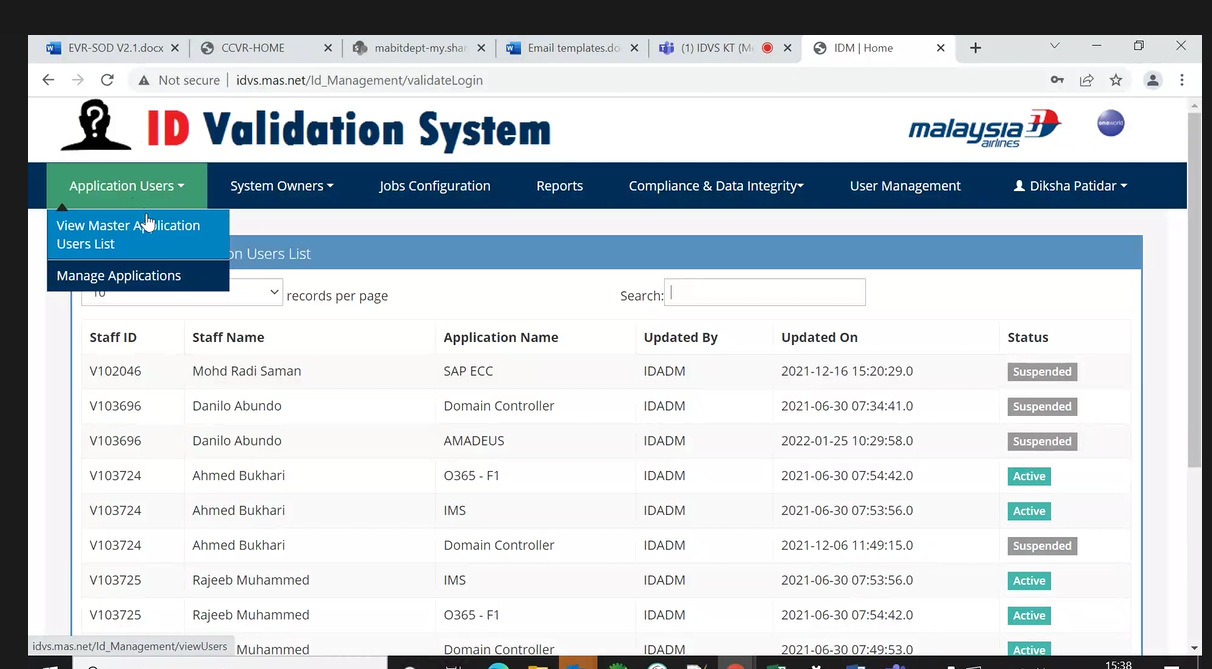 EVR-SOD V2.1.docx
CCVR-HOME
mabitdept-my.shar
Email templates.do
(1) IDVS KT (M
IDM | Home
Not secure | idvs.mas.net/Id_Management/validateLogin
ID Validation System
malaysia airlines
oneworld
Application Users
System Owners
Jobs Configuration
Reports
Compliance & Data Integrity
User Management
Diksha Patidar
View Master Application
Users List
Manage Applications
on Users List
10 records per page
Search:
Staff ID Staff Name Application Name Updated By Updated On Status
V102046 Mohd Radi Saman SAP ECC IDADM 2021-12-16 15:20:29.0 Suspended
V103696 Danilo Abundo Domain Controller IDADM 2021-06-30 07:34:41.0 Suspended
V103696 Danilo Abundo AMADEUS IDADM 2022-01-25 10:29:58.0 Suspended
V103724 Ahmed Bukhari O365 - F1 IDADM 2021-06-30 07:54:42.0 Active
V103724 Ahmed Bukhari IMS IDADM 2021-06-30 07:53:56.0 Active
V103724 Ahmed Bukhari Domain Controller IDADM 2021-12-06 11:49:15.0 Suspended
V103725 Rajeeb Muhammed IMS IDADM 2021-06-30 07:53:56.0 Active
V103725 Rajeeb Muhammed O365 - F1 IDADM 2021-06-30 07:54:42.0 Active
Muhammed Domain Controller IDADM 2021-06-30 07:49:53.0 Active
idvs.mas.net/Id_Management/viewUsers
15:38